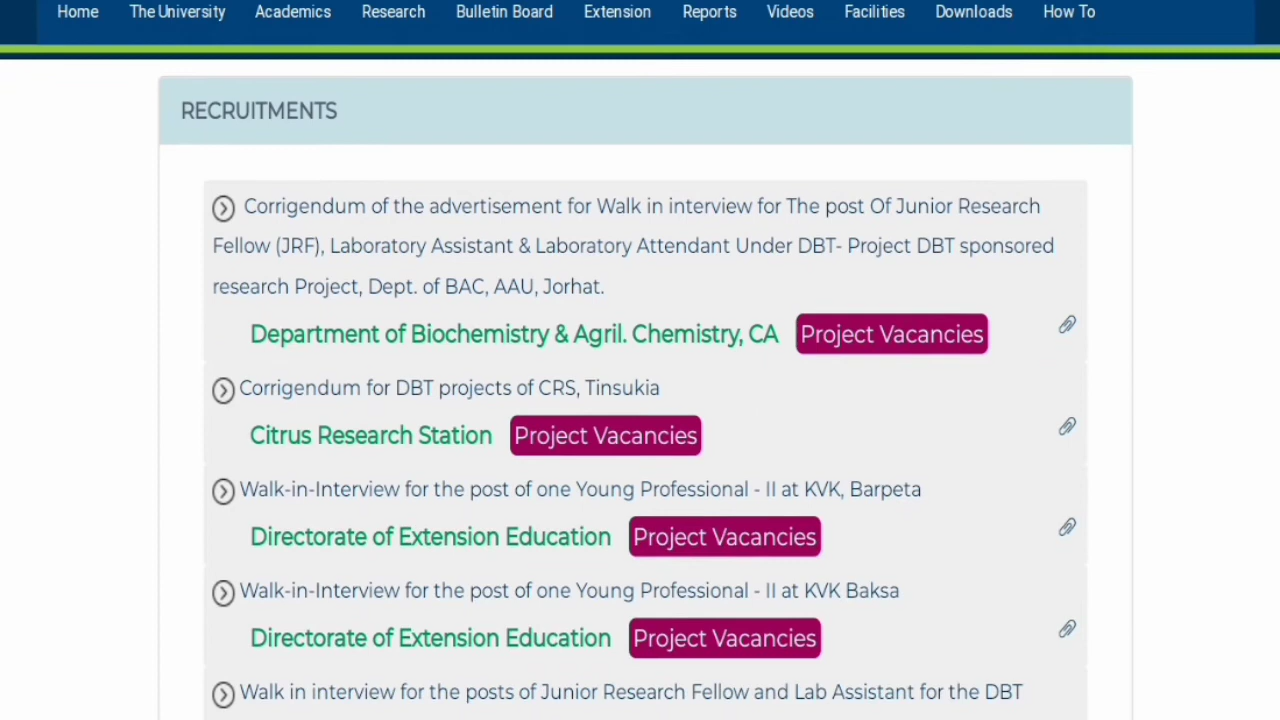 Home The University Academics Research Bulletin Board Extension Reports Videos Facilities Downloads How To
RECRUITMENTS
Corrigendum of the advertisement for Walk in interview for The post Of Junior Research
Fellow (JRF), Laboratory Assistant & Laboratory Attendant Under DBT- Project DBT sponsored
research Project, Dept. of BAC, AAU, Jorhat.
Department of Biochemistry & Agril. Chemistry, CA Project Vacancies
Corrigendum for DBT projects of CRS, Tinsukia
Citrus Research Station Project Vacancies
Walk-in-Interview for the post of one Young Professional - II at KVK, Barpeta
Directorate of Extension Education Project Vacancies
Walk-in-Interview for the post of one Young Professional - II at KVK Baksa
Directorate of Extension Education Project Vacancies
Walk in interview for the posts of Junior Research Fellow and Lab Assistant for the DBT